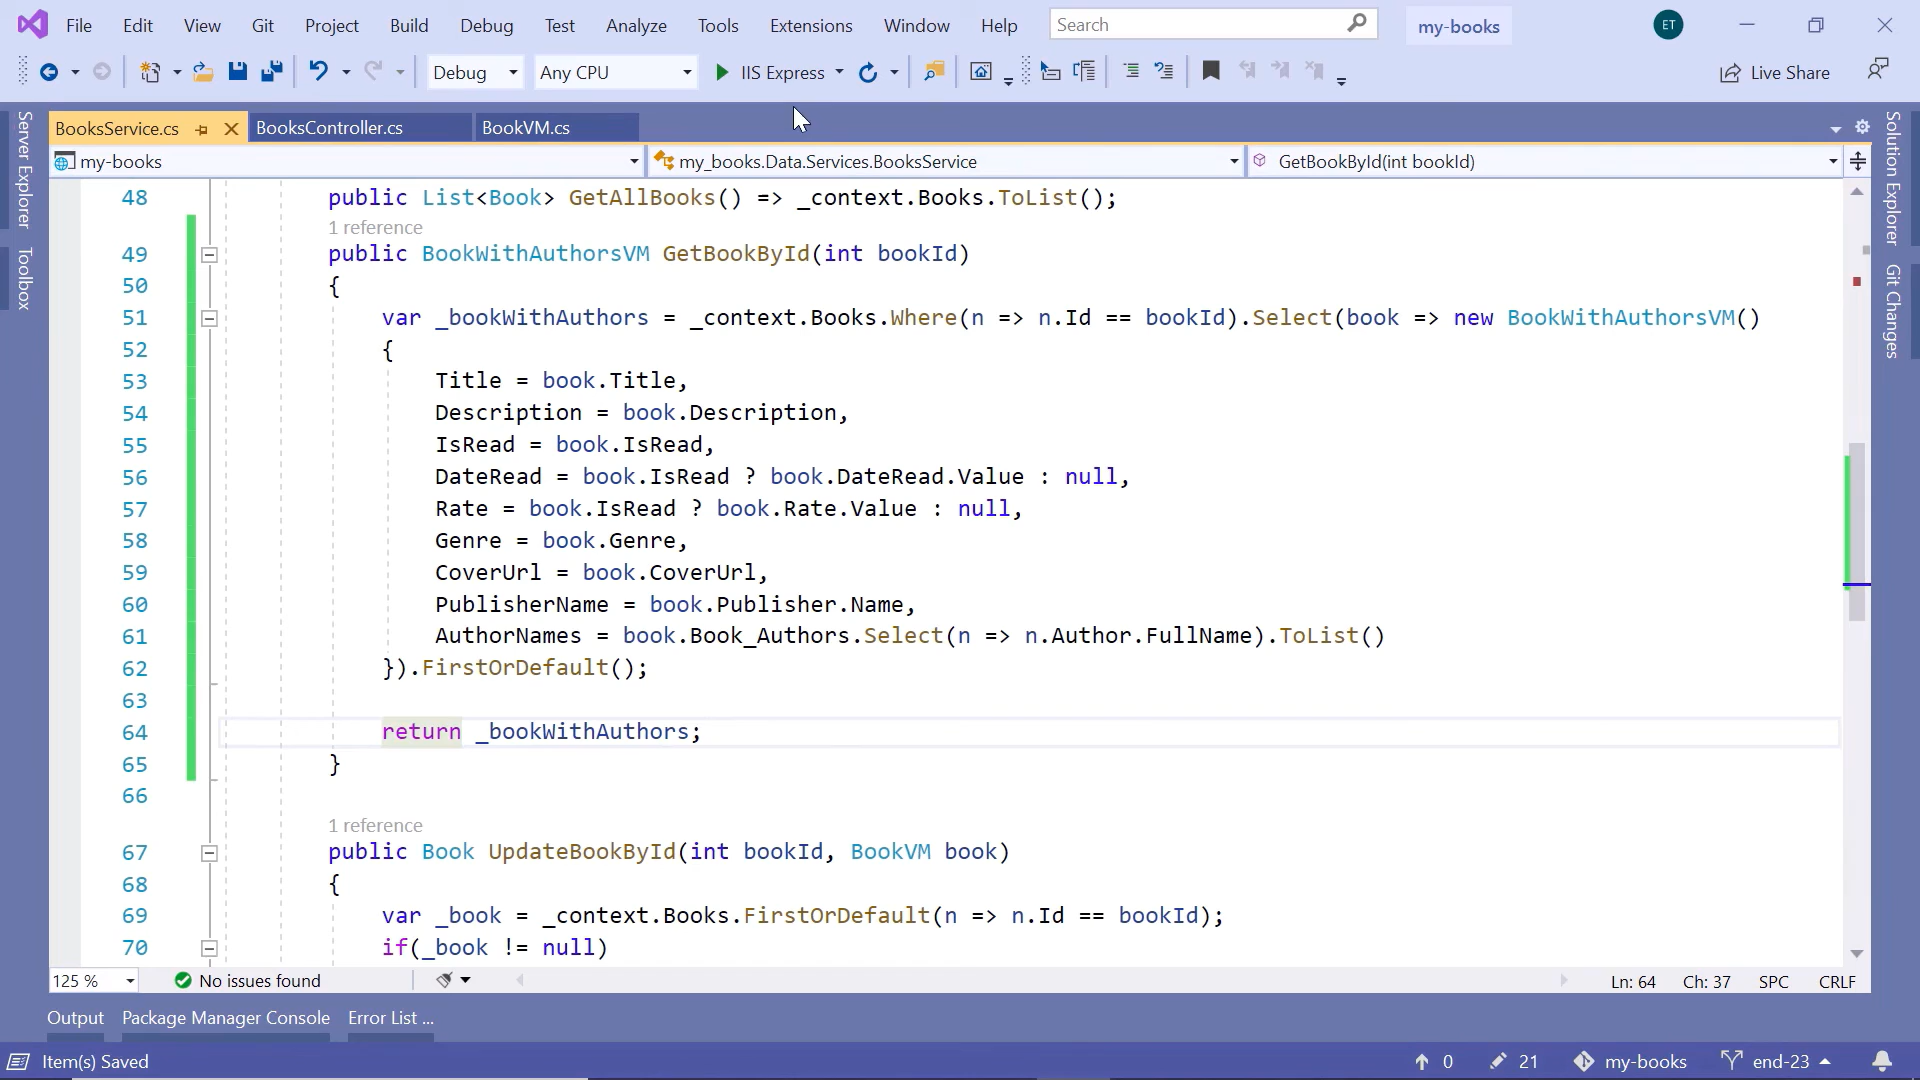 File Edit View Git Project Build Debug Test Analyze Tools Extensions Window Help Search my-books ET
Debug Any CPU IIS Express Live Share
BooksService.cs BooksController.cs BookVM.cs
my-books my_books.Data.Services.BooksService GetBookById(int bookId)
Server Explorer
Toolbox
Solution Explorer
Git Changes
48 public List<Book> GetAllBooks() => _context.Books.ToList();
1 reference
49 public BookWithAuthorsVM GetBookById(int bookId)
50 {
51 var _bookWithAuthors = _context.Books.Where(n => n.Id == bookId).Select(book => new BookWithAuthorsVM()
52 {
53 Title = book.Title,
54 Description = book.Description,
55 IsRead = book.IsRead,
56 DateRead = book.IsRead ? book.DateRead.Value : null,
57 Rate = book.IsRead ? book.Rate.Value : null,
58 Genre = book.Genre,
59 CoverUrl = book.CoverUrl,
60 PublisherName = book.Publisher.Name,
61 AuthorNames = book.Book_Authors.Select(n => n.Author.FullName).ToList()
62 }).FirstOrDefault();
63
64 return _bookWithAuthors;
65 }
66
1 reference
67 public Book UpdateBookById(int bookId, BookVM book)
68 {
69 var _book = _context.Books.FirstOrDefault(n => n.Id == bookId);
70 if(_book != null)
125 % No issues found Ln: 64 Ch: 37 SPC CRLF
Output Package Manager Console Error List ...
Item(s) Saved 0 21 my-books end-23